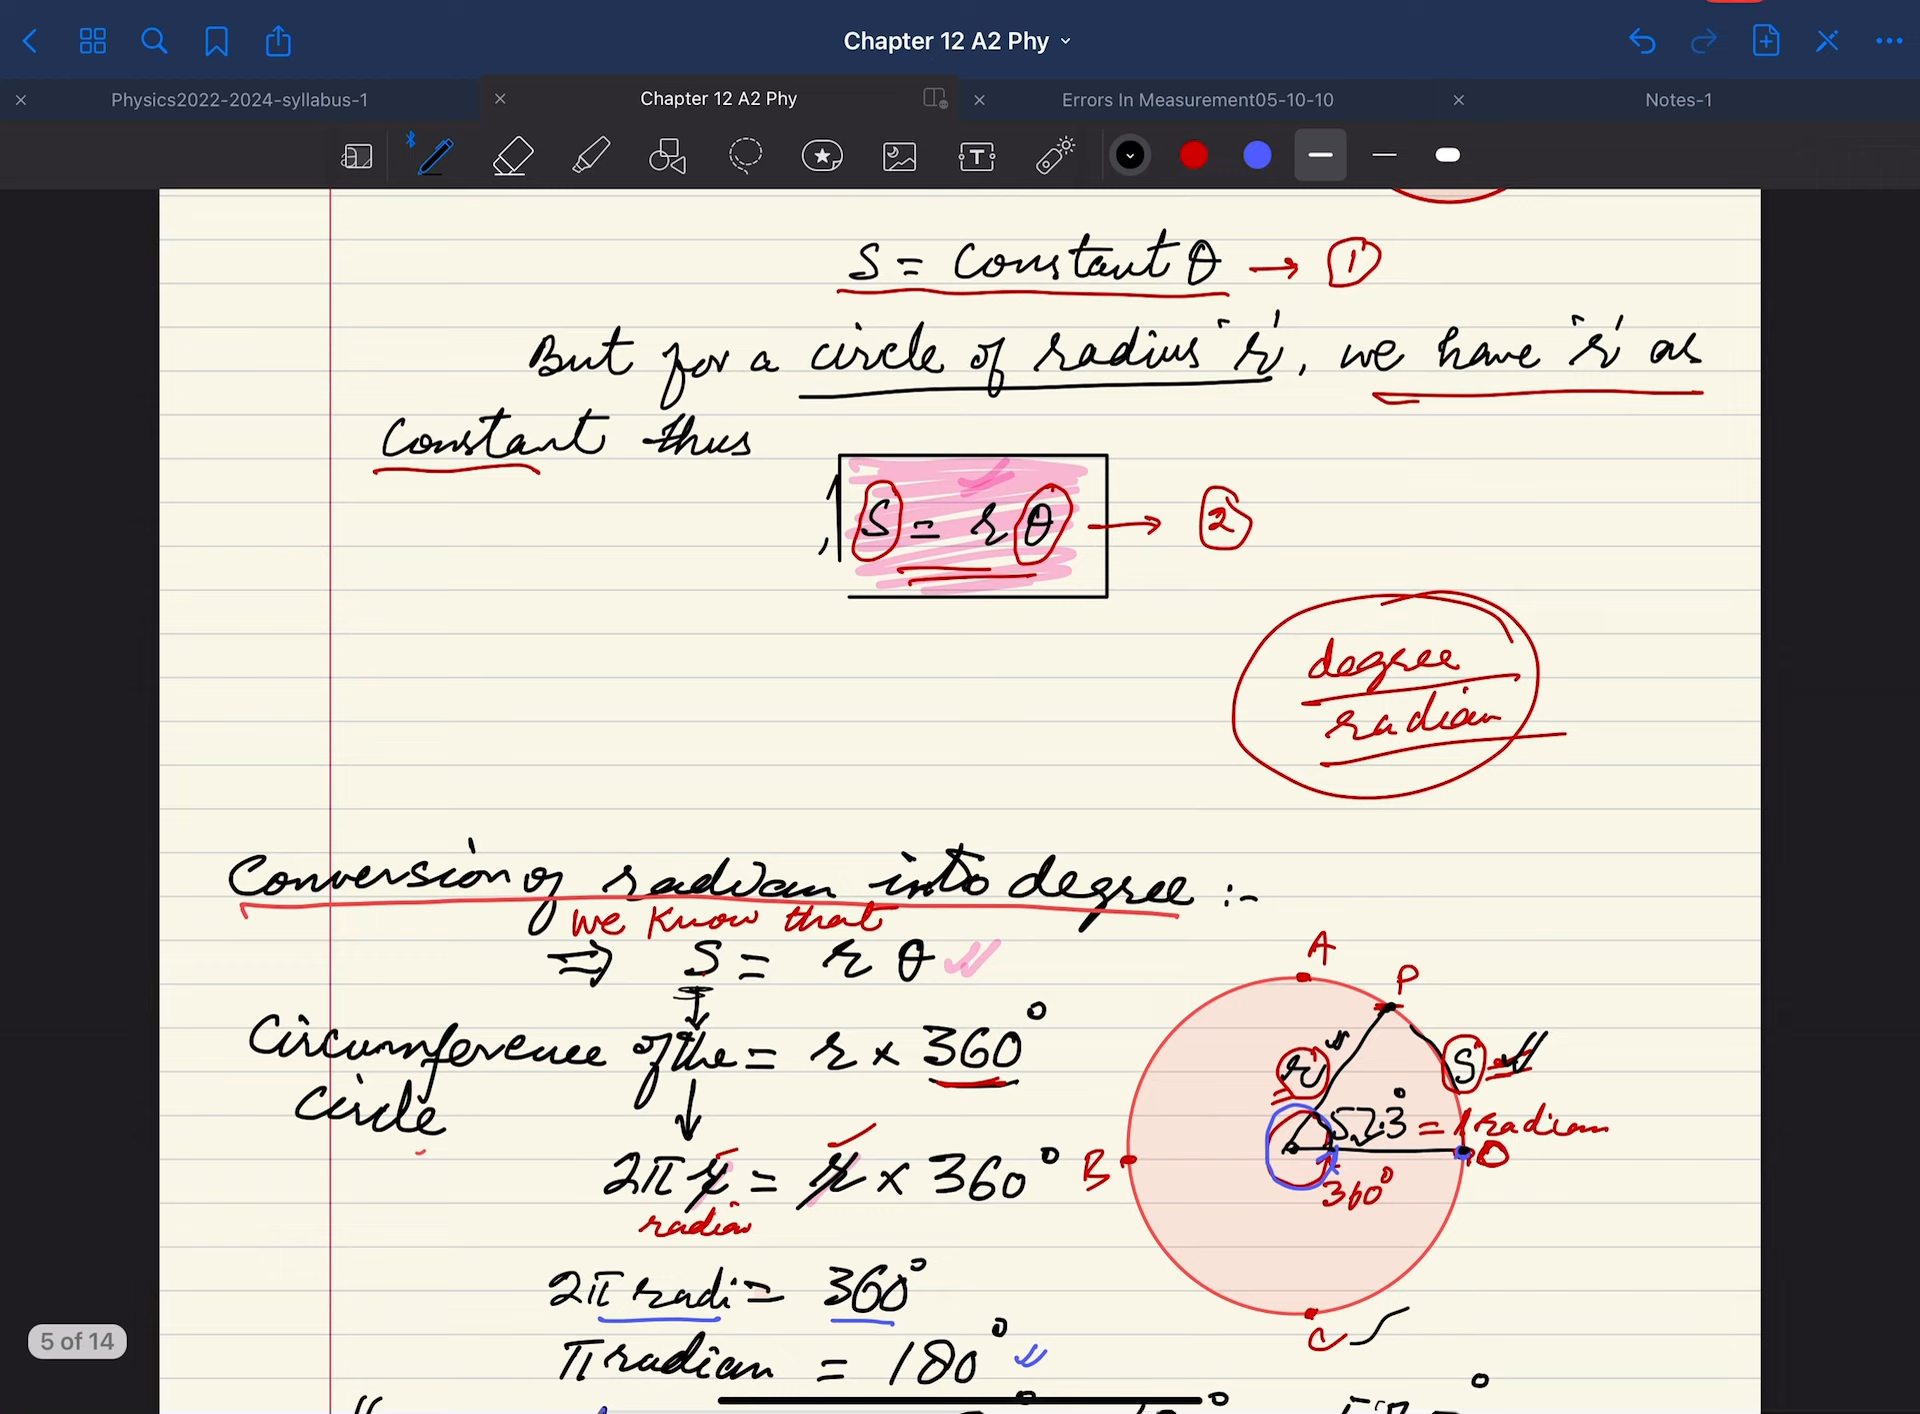 Chapter 12 A2 Phy
Physics2022-2024-syllabus-1
Chapter 12 A2 Phy
Errors In Measurement05-10-10
Notes-1
S = Constant θ → 1
But for a circle of radius 'r', we have 'r' as
Constant thus
S = r θ → 2
degree
radian
Conversion of radian into degree :-
we know that
⇒ S = r θ
Circumference of the = r × 360°
Circle
2π r = r × 360°
radian
2π radi = 360°
π radian = 180°
A
P
r
S
57.3° = 1 radian
O
360°
B
C
5 of 14